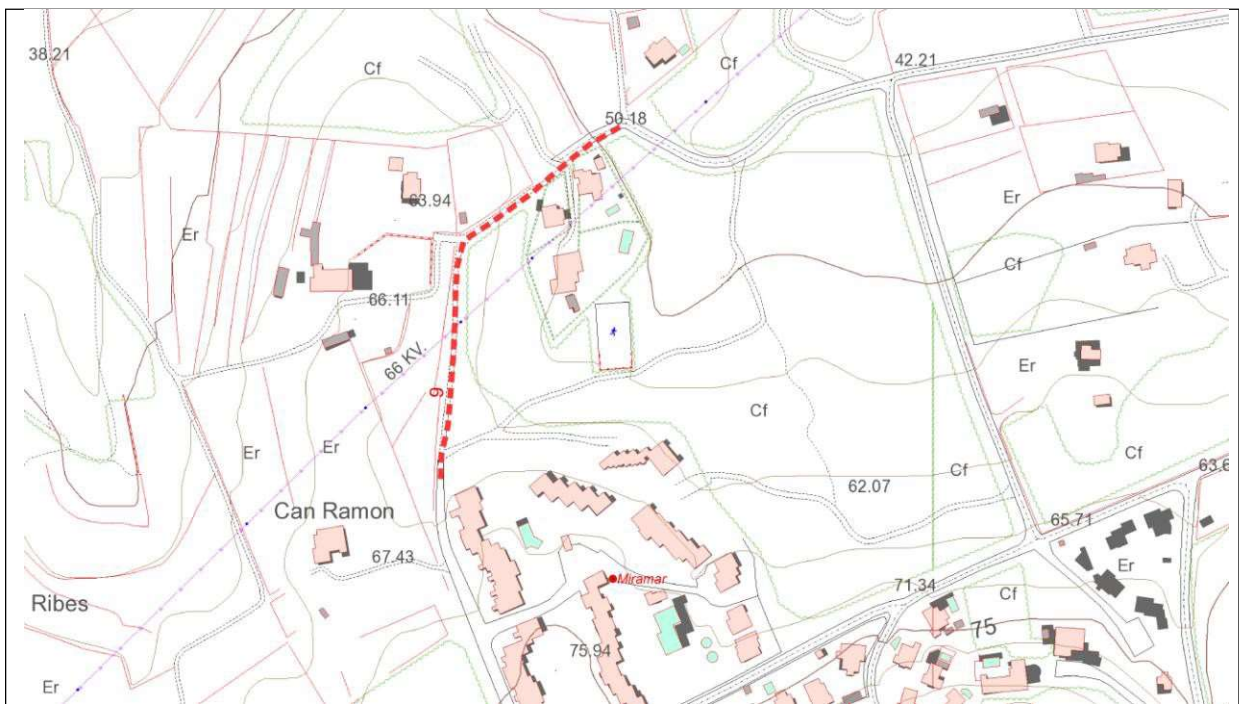 38.21
Cf
Cf
42.21
50.18
63.94
Er
Er
Cf
66.11
66 KV.
9
Er
Cf
Er
Er
Cf
Cf
63.6
62.07
Can Ramon
65.71
67.43
Er
Miramar
71.34
Cf
Ribes
75
75.94
Er